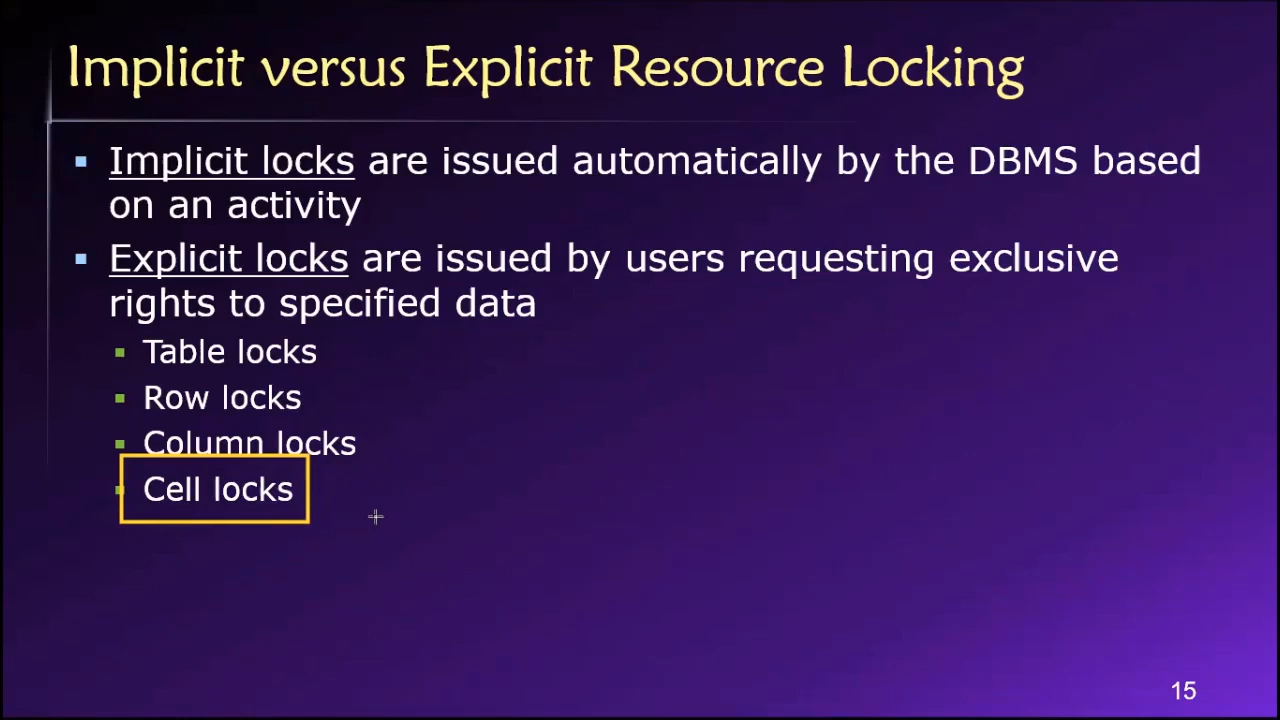 Implicit versus Explicit Resource Locking
Implicit locks are issued automatically by the DBMS based
on an activity
Explicit locks are issued by users requesting exclusive
rights to specified data
Table locks
Row locks
Column locks
Cell locks
15